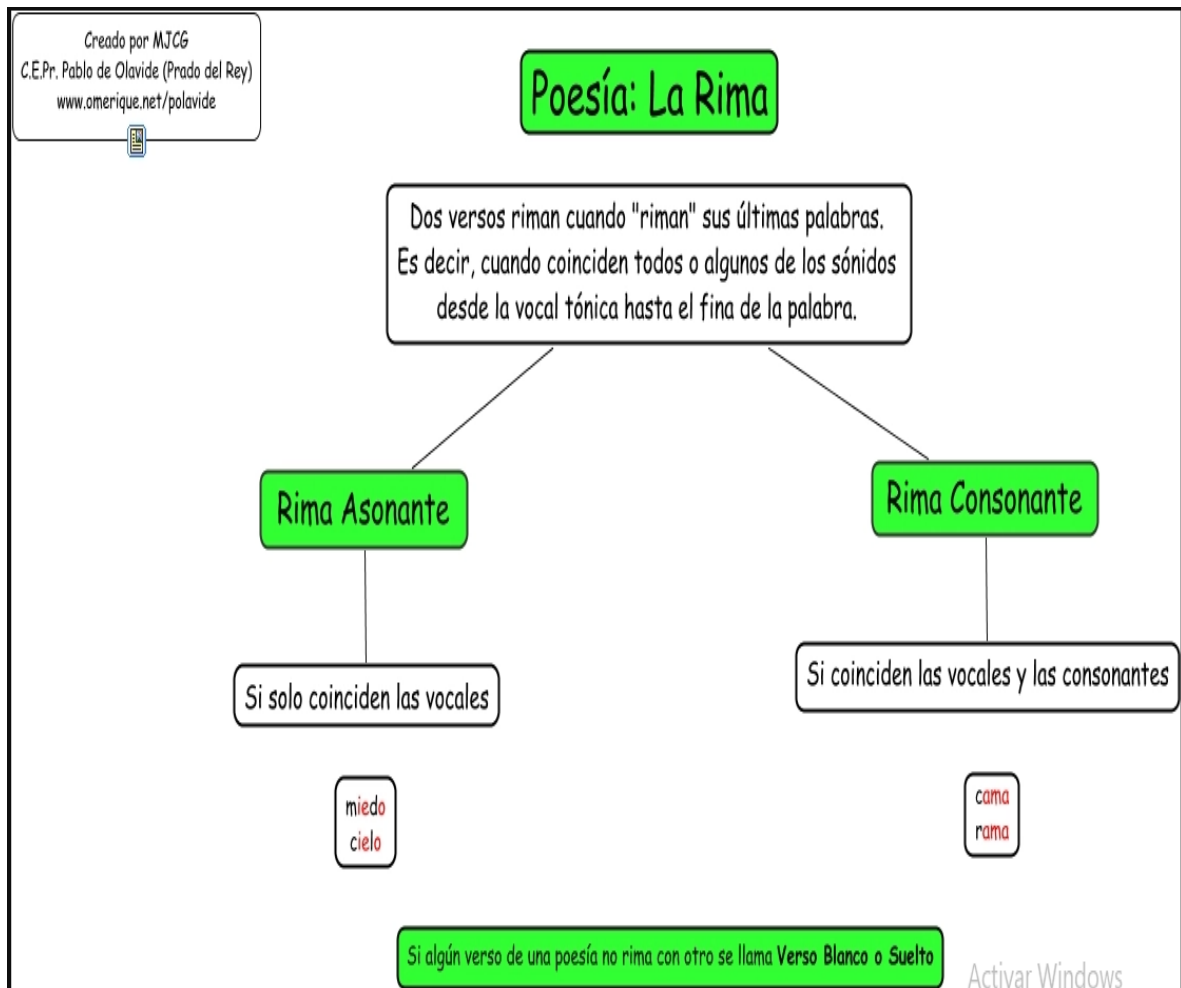 Creado por MJCG
C.E.Pr. Pablo de Olavide (Prado del Rey)
www.omerique.net/polavide
Poesía: La Rima
Dos versos riman cuando "riman" sus últimas palabras.
Es decir, cuando coinciden todos o algunos de los sónidos
desde la vocal tónica hasta el fina de la palabra.
Rima Asonante
Rima Consonante
Si solo coinciden las vocales
Si coinciden las vocales y las consonantes
miedo
cielo
cama
rama
Si algún verso de una poesía no rima con otro se llama Verso Blanco o Suelto
Activar Windows